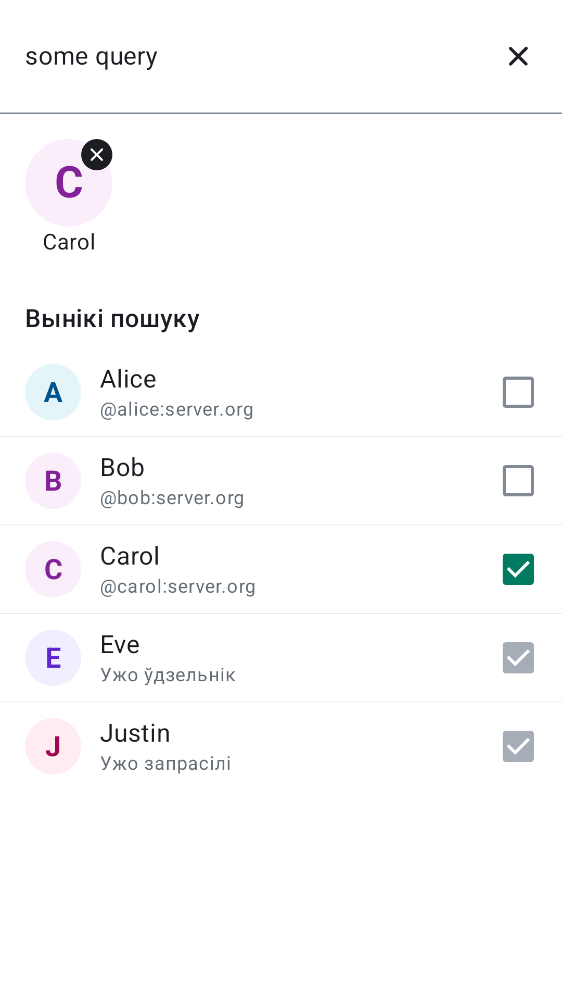 some query
C
Carol
Вынікі пошуку
A
Alice
@alice:server.org
B
Bob
@bob:server.org
C
Carol
@carol:server.org
E
Eve
Ужо ўдзельнік
J
Justin
Ужо запрасілі